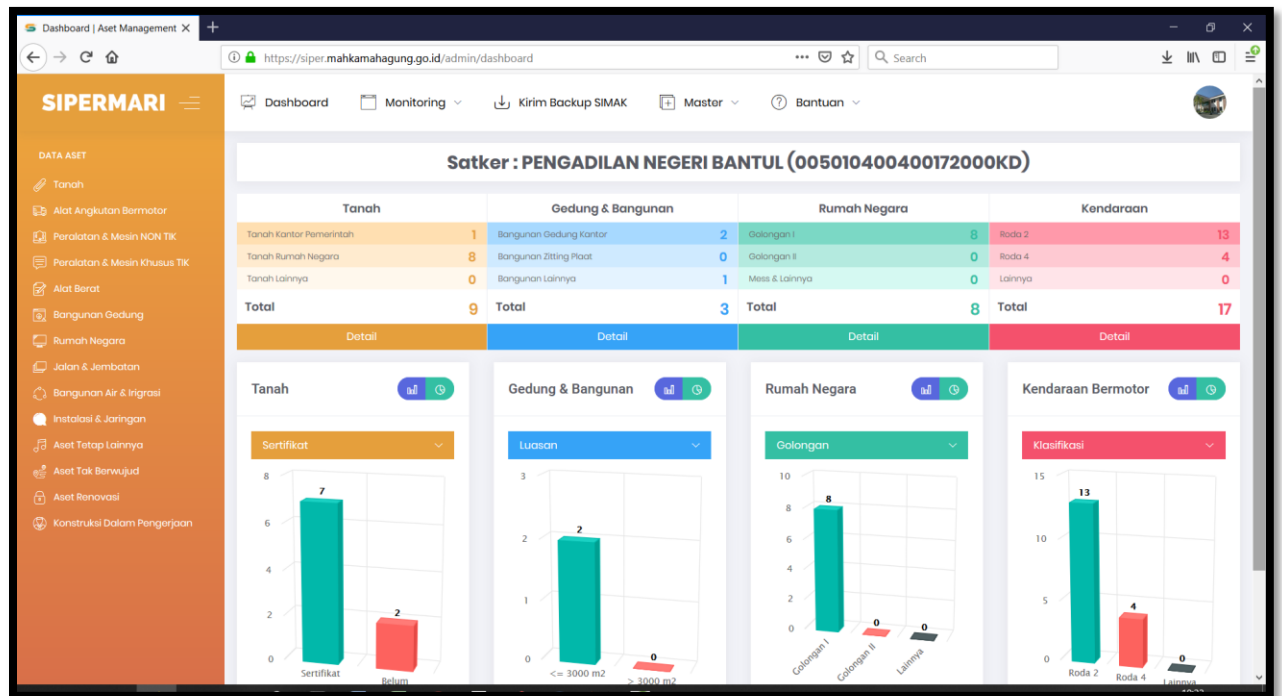 Dashboard | Aset Management
https://siper.mahkamahagung.go.id/admin/dashboard
Search
SIPERMARI
Dashboard
Monitoring
Kirim Backup SIMAK
Master
Bantuan
DATA ASET
Tanah
Alat Angkutan Bermotor
Peralatan & Mesin NON TIK
Peralatan & Mesin Khusus TIK
Alat Berat
Bangunan Gedung
Rumah Negara
Jalan & Jembatan
Bangunan Air & Irigrasi
Instalasi & Jaringan
Aset Tetap Lainnya
Aset Tak Berwujud
Aset Renovasi
Konstruksi Dalam Pengerjaan
Satker : PENGADILAN NEGERI BANTUL (005010400400172000KD)
Tanah
Tanah Kantor Pemerintah 1
Tanah Rumah Negara 8
Tanah Lainnya 0
Total 9
Detail
Gedung & Bangunan
Bangunan Gedung Kantor 2
Bangunan Zitting Plaat 0
Bangunan Lainnya 1
Total 3
Detail
Rumah Negara
Golongan I 8
Golongan II 0
Mess & Lainnya 0
Total 8
Detail
Kendaraan
Roda 2 13
Roda 4 4
Lainnya 0
Total 17
Detail
Tanah
Sertifikat
8
6
4
2
0
7
2
Sertifikat
Belum
Gedung & Bangunan
Luasan
3
2
1
0
2
0
<= 3000 m2
> 3000 m2
Rumah Negara
Golongan
10
8
6
4
2
0
8
0
0
Golongan I
Golongan II
Lainnya
Kendaraan Bermotor
Klasifikasi
15
10
5
0
13
4
0
Roda 2
Roda 4
Lainnya